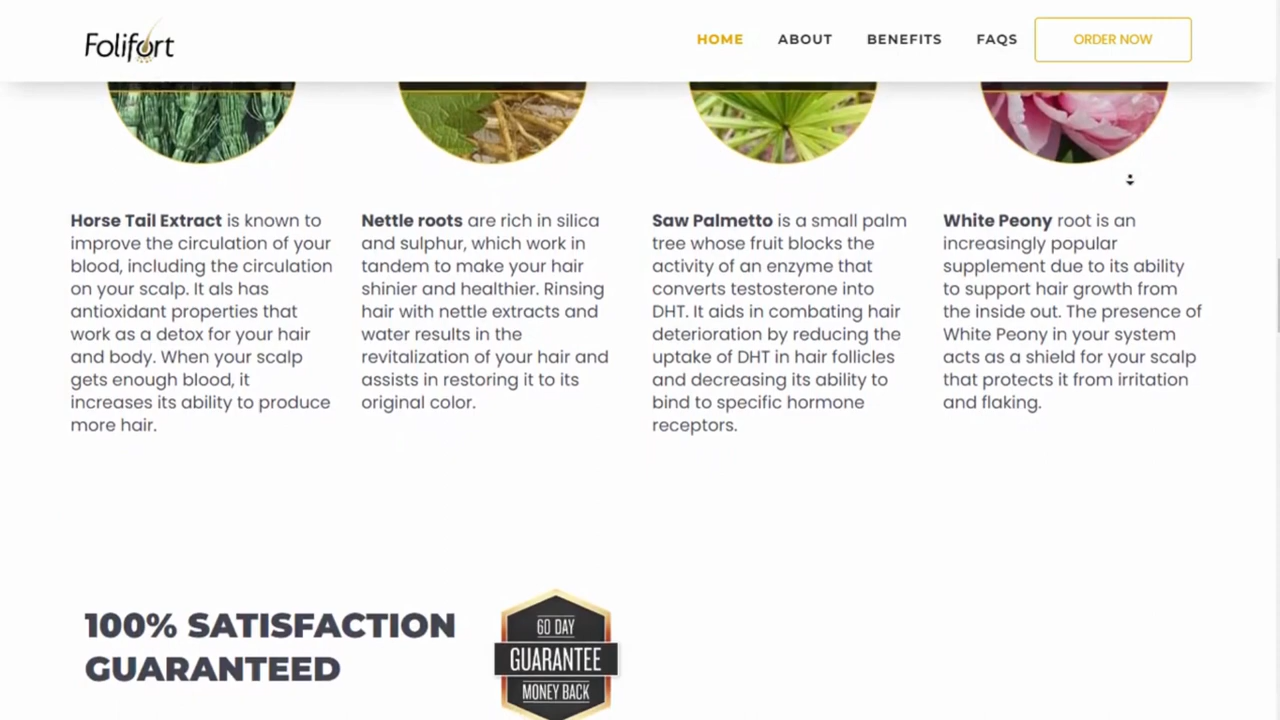 Folifort
HOME ABOUT BENEFITS FAQS ORDER NOW
Horse Tail Extract is known to
improve the circulation of your
blood, including the circulation
on your scalp. It als has
antioxidant properties that
work as a detox for your hair
and body. When your scalp
gets enough blood, it
increases its ability to produce
more hair.
Nettle roots are rich in silica
and sulphur, which work in
tandem to make your hair
shinier and healthier. Rinsing
hair with nettle extracts and
water results in the
revitalization of your hair and
assists in restoring it to its
original color.
Saw Palmetto is a small palm
tree whose fruit blocks the
activity of an enzyme that
converts testosterone into
DHT. It aids in combating hair
deterioration by reducing the
uptake of DHT in hair follicles
and decreasing its ability to
bind to specific hormone
receptors.
White Peony root is an
increasingly popular
supplement due to its ability
to support hair growth from
the inside out. The presence of
White Peony in your system
acts as a shield for your scalp
that protects it from irritation
and flaking.
100% SATISFACTION
GUARANTEED
60 DAY
GUARANTEE
MONEY BACK